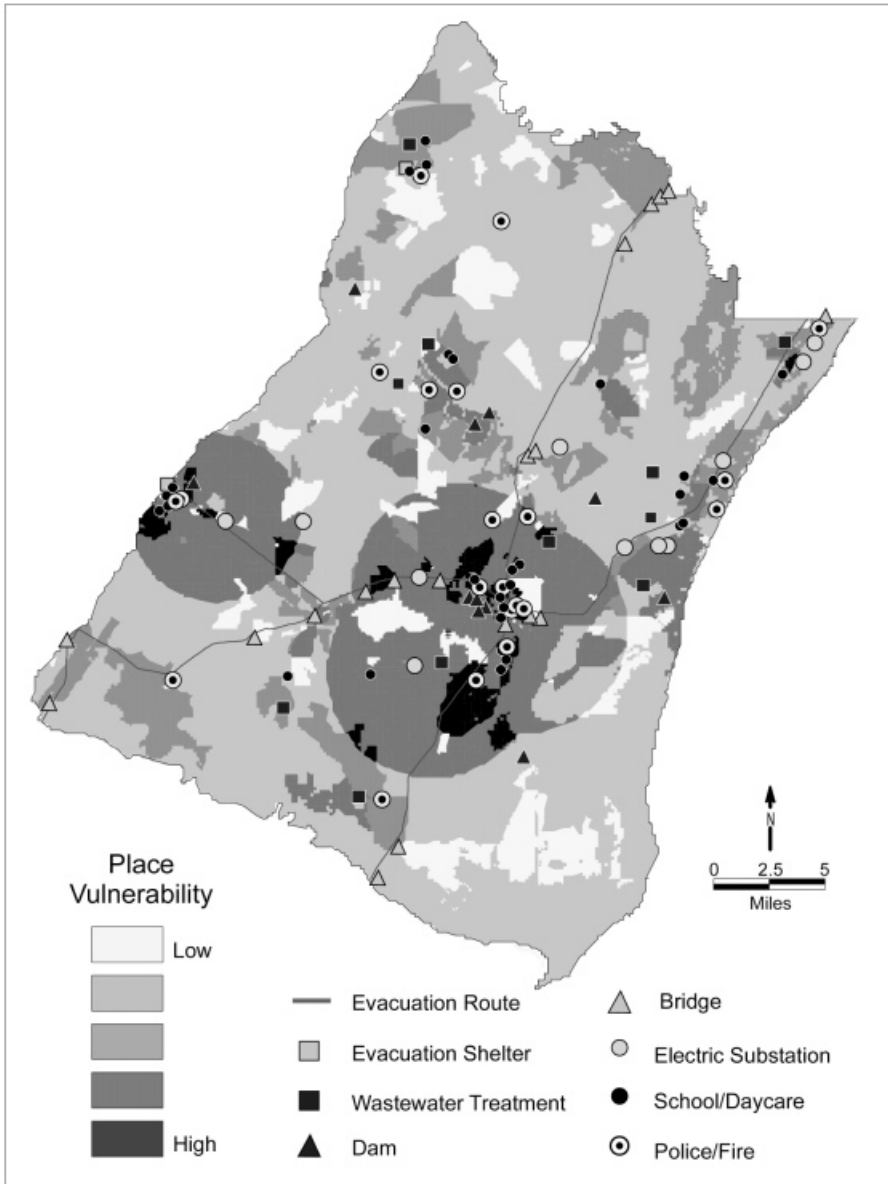 N
0 2.5 5
Miles
Place
Vulnerability
Low
High
Evacuation Route
Evacuation Shelter
Wastewater Treatment
Dam
Bridge
Electric Substation
School/Daycare
Police/Fire